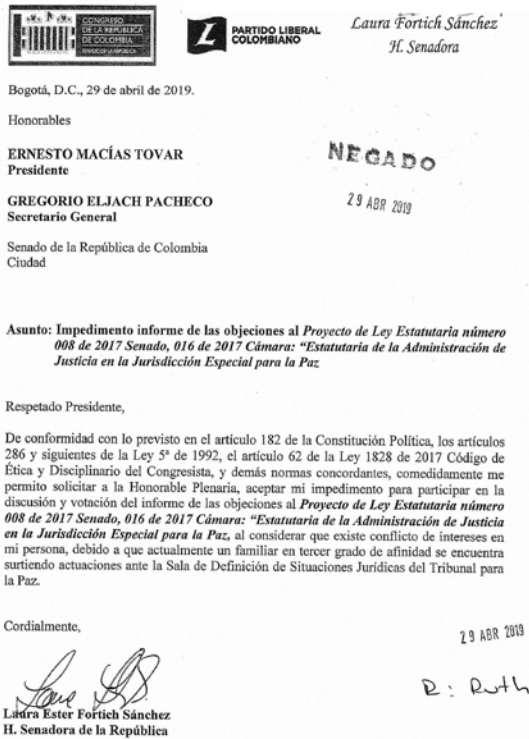 CONGRESO
DE LA REPÚBLICA
DE COLOMBIA
PARTIDO LIBERAL
COLOMBIANO
Laura Fortich Sánchez
H. Senadora
Bogotá, D.C., 29 de abril de 2019.
Honorables
ERNESTO MACÍAS TOVAR
Presidente
NEGADO
GREGORIO ELJACH PACHECO
Secretario General
29 ABR 2019
Senado de la República de Colombia
Ciudad
Asunto: Impedimento informe de las objeciones al Proyecto de Ley Estatutaria número
008 de 2017 Senado, 016 de 2017 Cámara: “Estatutaria de la Administración de
Justicia en la Jurisdicción Especial para la Paz
Respetado Presidente,
De conformidad con lo previsto en el artículo 182 de la Constitución Política, los artículos
286 y siguientes de la Ley 5ª de 1992, el artículo 62 de la Ley 1828 de 2017 Código de
Ética y Disciplinario del Congresista, y demás normas concordantes, comedidamente me
permito solicitar a la Honorable Plenaria, aceptar mi impedimento para participar en la
discusión y votación del informe de las objeciones al Proyecto de Ley Estatutaria número
008 de 2017 Senado, 016 de 2017 Cámara: “Estatutaria de la Administración de Justicia
en la Jurisdicción Especial para la Paz, al considerar que existe conflicto de intereses en
mi persona, debido a que actualmente un familiar en tercer grado de afinidad se encuentra
surtiendo actuaciones ante la Sala de Definición de Situaciones Jurídicas del Tribunal para
la Paz.
Cordialmente,
29 ABR 2019
R: Ruth
Laura Ester Fortich Sánchez
H. Senadora de la República